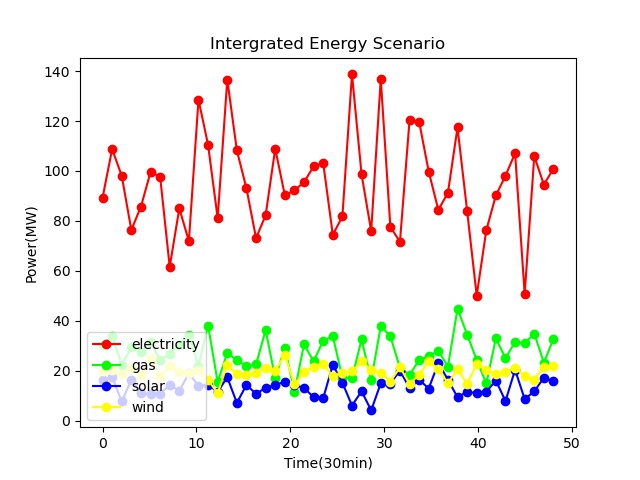 Intergrated Energy Scenario
140
120
100
80
60
40
20
0
Power(MW)
electricity
gas
solar
wind
0 10 20 30 40 50
Time(30min)